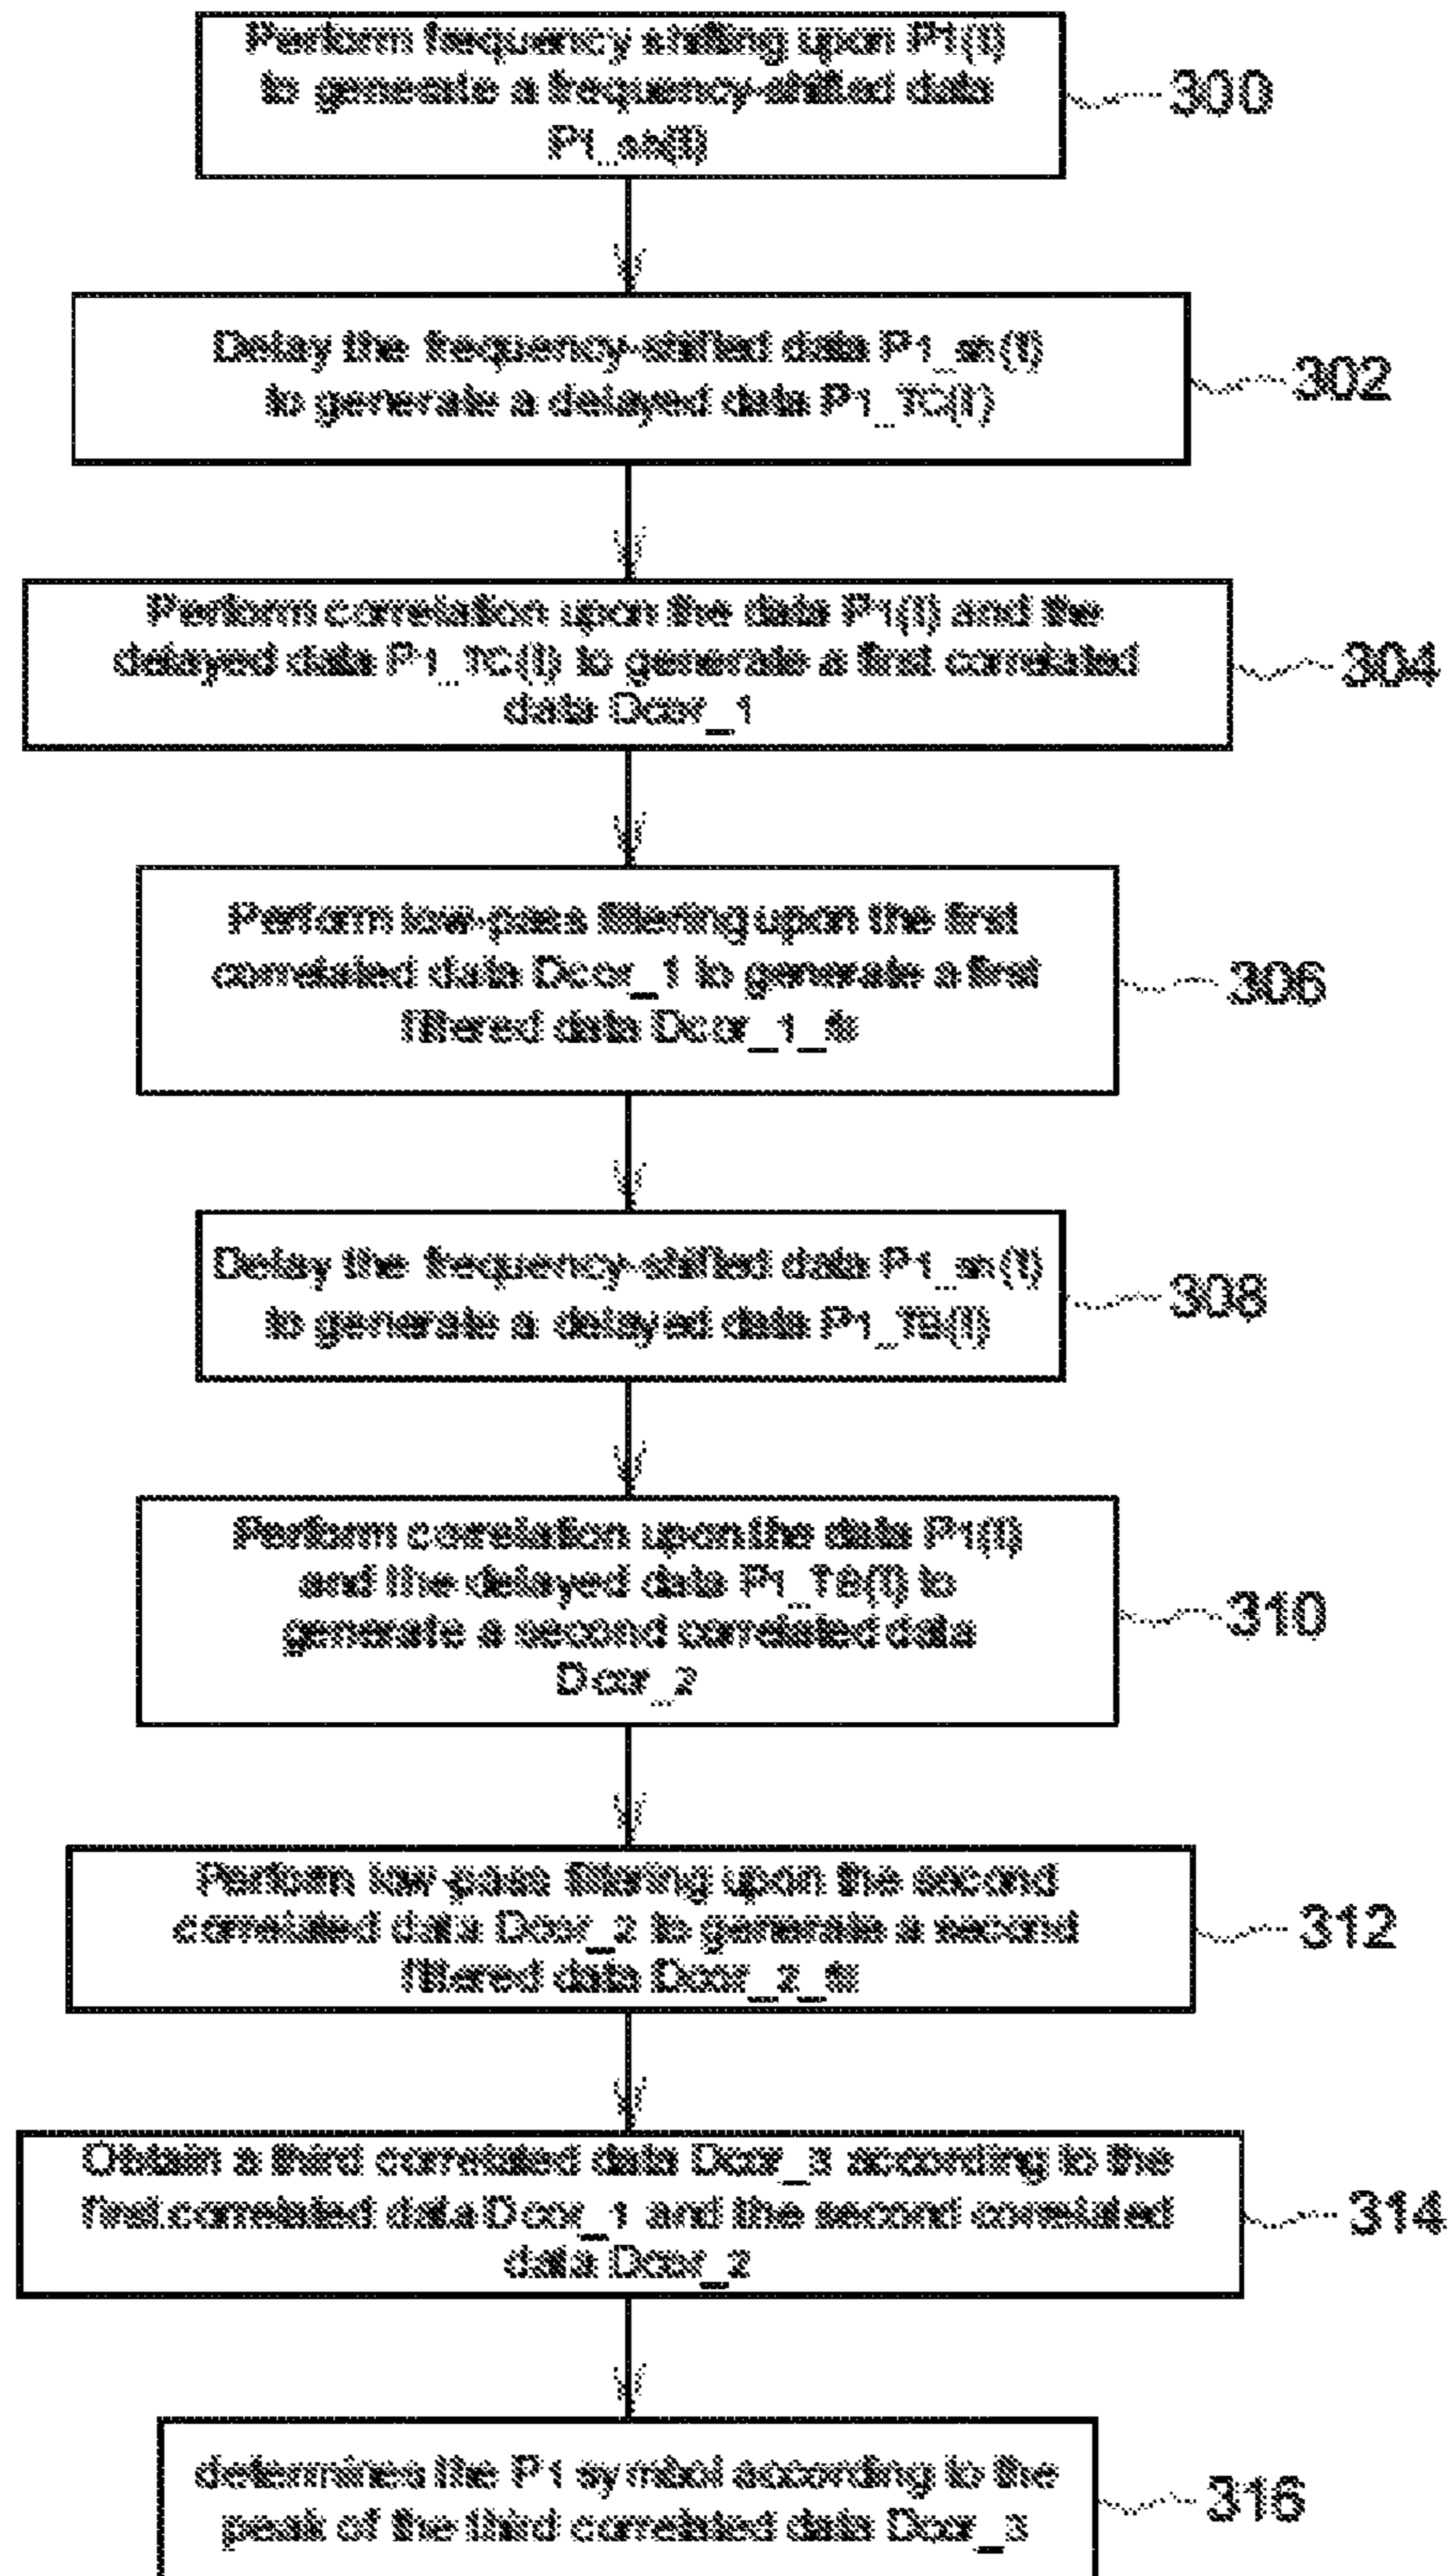 Perform frequency shifting upon P1(t)
to generate a frequency-shifted data
P1_sh(t)
300
Delay the frequency-shifted data P1_sh(t)
to generate a delayed data P1_TC(t)
302
Perform correlation upon the data P1(t) and the
delayed data P1_TC(t) to generate a first correlated
data Dcor_1
304
Perform low-pass filtering upon the first
correlated data Dcor_1 to generate a first
filtered data Dcor_1_flt
306
Delay the frequency-shifted data P1_sh(t)
to generate a delayed data P1_TB(t)
308
Perform correlation upon the data P1(t)
and the delayed data P1_TB(t) to
generate a second correlated data
Dcor_2
310
Perform low-pass filtering upon the second
correlated data Dcor_2 to generate a second
filtered data Dcor_2_flt
312
Obtain a third correlated data Dcor_3 according to the
first correlated data Dcor_1 and the second correlated
data Dcor_2
314
determines the P1 symbol according to the
peak of the third correlated data Dcor_3
316